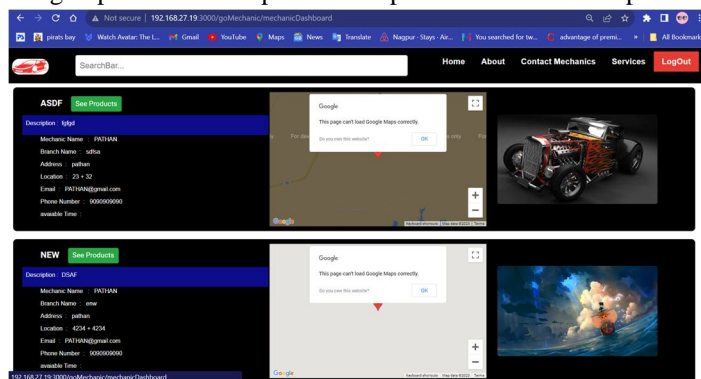 Not secure | 192.168.27.19:3000/goMechanic/mechanicDashboard
pirats bay Watch Avatar: The L... Gmail YouTube Maps News Translate Nagpur - Stays - Air... You searched for tw... advantage of premi... » All Bookmark
SearchBar... Home About Contact Mechanics Services LogOut
ASDF See Products
Description : fgfgd
Mechanic Name : PATHAN
Branch Name : sdfsa
Address : pathan
Location : 23 + 32
Email : PATHAN@gmail.com
Phone Number : 9090909090
avaiable Time :
Google
This page can't load Google Maps correctly.
Do you own this website? OK
Google
Keyboard shortcuts Map data ©2023 Terms
NEW See Products
Description : DSAF
Mechanic Name : PATHAN
Branch Name : enw
Address : pathan
Location : 4234 + 4234
Email : PATHAN@gmail.com
Phone Number : 9090909090
avaiable Time :
Google
This page can't load Google Maps correctly.
Do you own this website? OK
Google
Keyboard shortcuts Map data ©2023 Terms
192.168.27.19:3000/goMechanic/mechanicDashboard